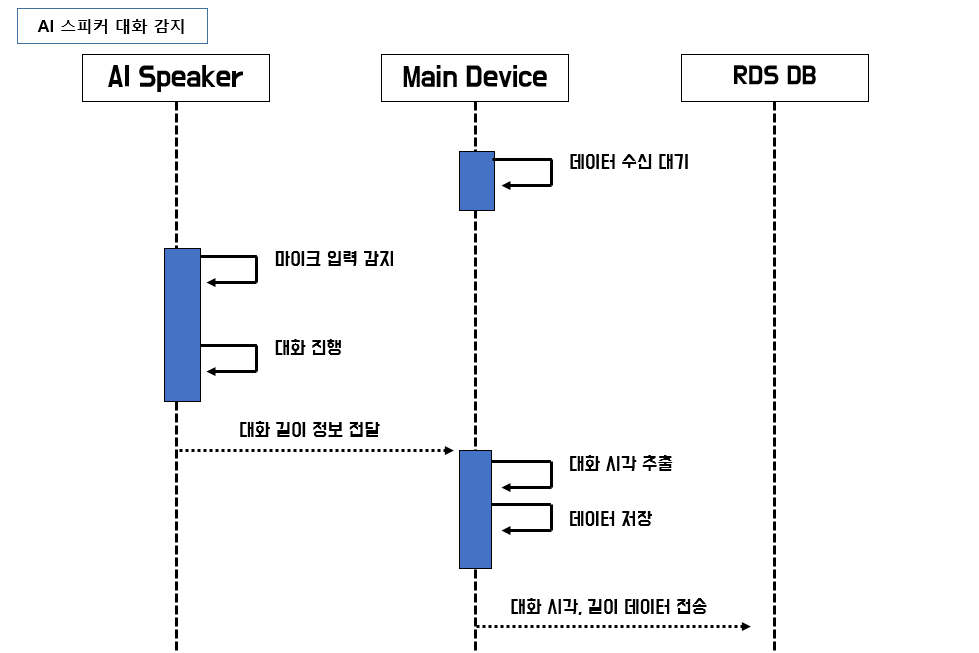 AI 스피커 대화 감지
AI Speaker
Main Device
RDS DB
데이터 수신 대기
마이크 입력 감지
대화 진행
대화 길이 정보 전달
대화 시각 추출
데이터 저장
대화 시각, 길이 데이터 전송